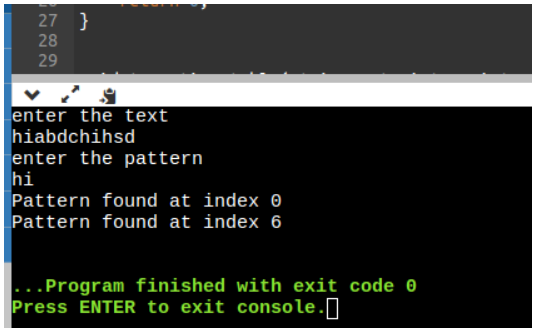 27 }
28
29
enter the text
hiabdchihsd
enter the pattern
hi
Pattern found at index 0
Pattern found at index 6
...Program finished with exit code 0
Press ENTER to exit console.